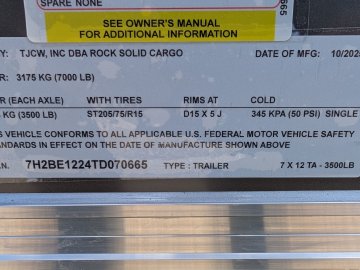 SPARE NONE
665
SEE OWNER'S MANUAL
FOR ADDITIONAL INFORMATION
Y: TJCW, INC DBA ROCK SOLID CARGO DATE OF MFG: 10/202
R: 3175 KG (7000 LB)
R (EACH AXLE) WITH TIRES RIMS AT COLD
KG (3500 LB) ST205/75/R15 D15 X 5 J 345 KPA (50 PSI) SINGLE
S VEHICLE CONFORMS TO ALL APPLICABLE U.S. FEDERAL MOTOR VEHICLE SAFETY
ANDARDS IN EFFECT ON THE DATE OF MANUFACTURE SHOWN ABOVE
N: 7H2BE1224TD070665 TYPE: TRAILER 7 X 12 TA - 3500LB